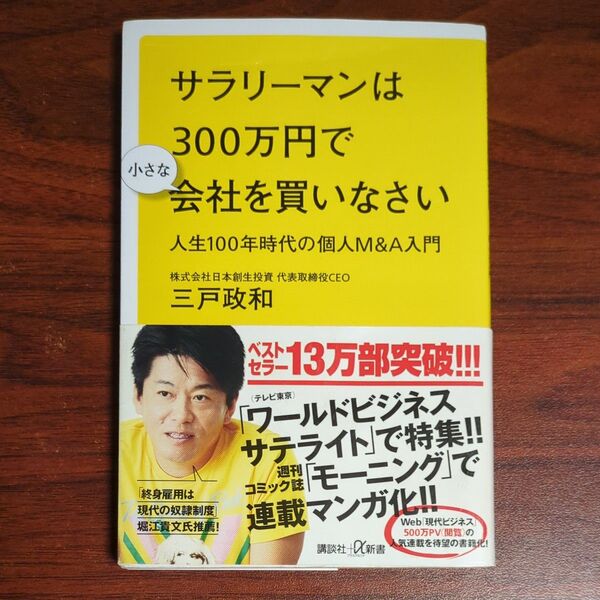 サラリーマンは
300万円で
小さな
会社を買いなさい
人生100年時代の個人M&A入門
株式会社日本創生投資 代表取締役CEO
三戸政和
ベスト
セラー
13万部突破!!!
(テレビ東京)
「ワールドビジネス
サテライト」で特集!!
週刊
コミック誌
「モーニング」で
連載マンガ化!!
「終身雇用は
現代の奴隷制度」
堀江貴文氏推薦!
Web「現代ビジネス」
500万PV(閲覧)の
人気連載を待望の書籍化!
講談社+α新書